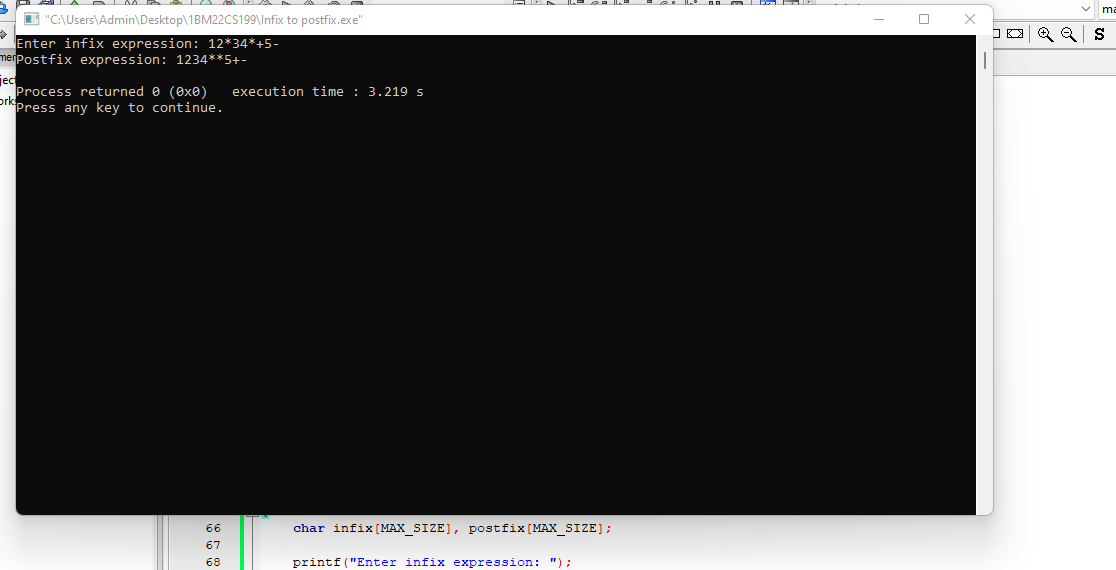 "C:\Users\Admin\Desktop\1BM22CS199\Infix to postfix.exe"
ma
S
Enter infix expression: 12*34*+5-
Postfix expression: 1234**5+-
Process returned 0 (0x0)   execution time : 3.219 s
Press any key to continue.
66 char infix[MAX_SIZE], postfix[MAX_SIZE];
67
68 printf("Enter infix expression: ");